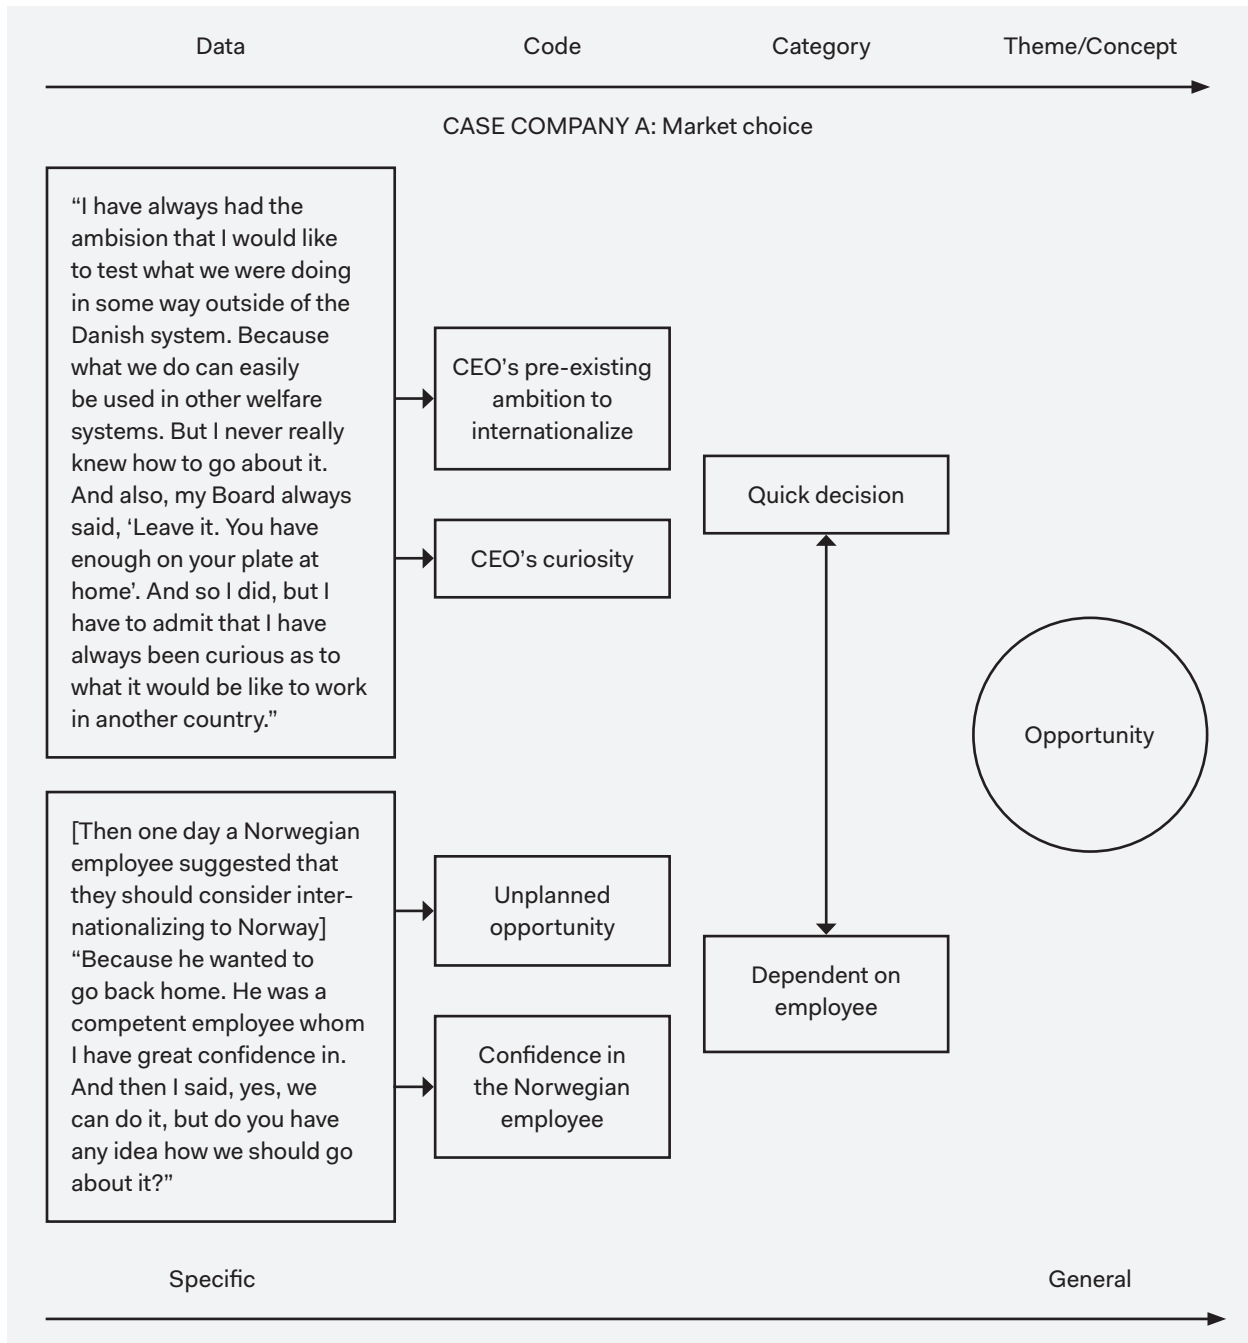 Data Code Category Theme/Concept
CASE COMPANY A: Market choice
“I have always had the
ambision that I would like
to test what we were doing
in some way outside of the
Danish system. Because
what we do can easily
be used in other welfare
systems. But I never really
knew how to go about it.
And also, my Board always
said, ‘Leave it. You have
enough on your plate at
home’. And so I did, but I
have to admit that I have
always been curious as to
what it would be like to work
in another country.”
CEO’s pre-existing
ambition to
internationalize
CEO’s curiosity
Quick decision
Opportunity
[Then one day a Norwegian
employee suggested that
they should consider inter-
nationalizing to Norway]
“Because he wanted to
go back home. He was a
competent employee whom
I have great confidence in.
And then I said, yes, we
can do it, but do you have
any idea how we should go
about it?”
Unplanned
opportunity
Confidence in
the Norwegian
employee
Dependent on
employee
Specific General